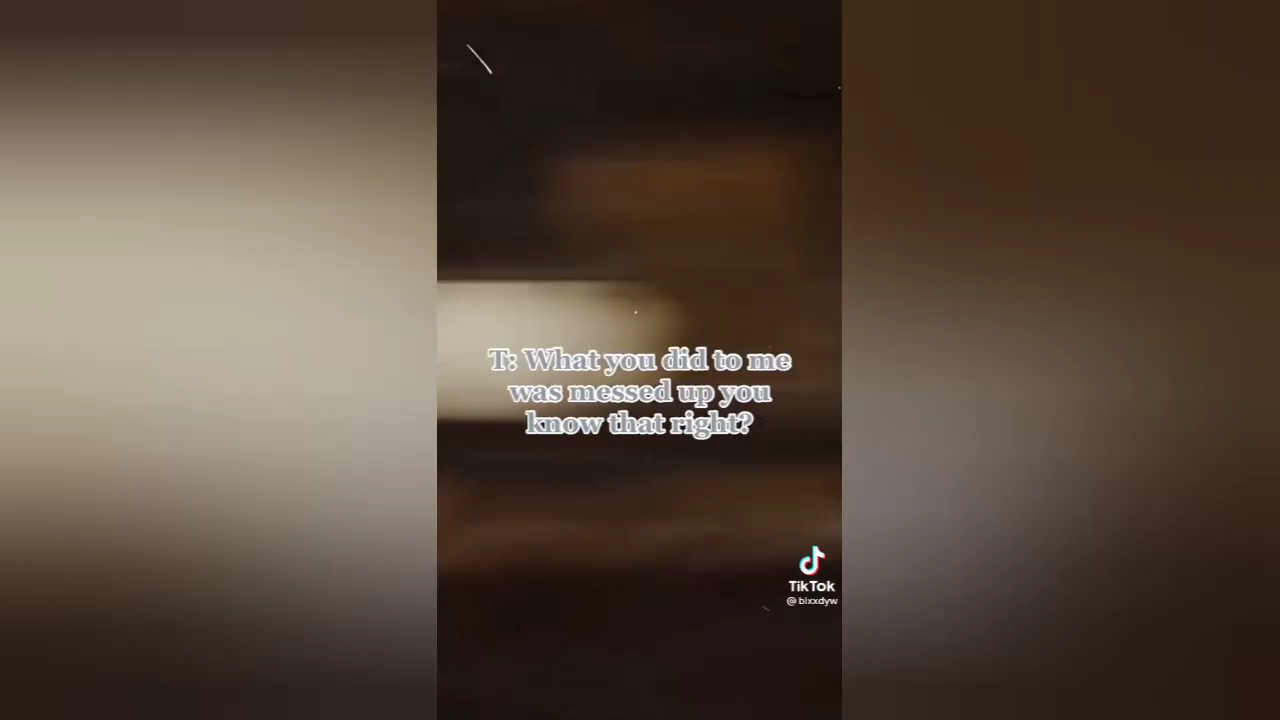 T: What you did to me
was messed up you
know that right?
TikTok
@blxxdyw